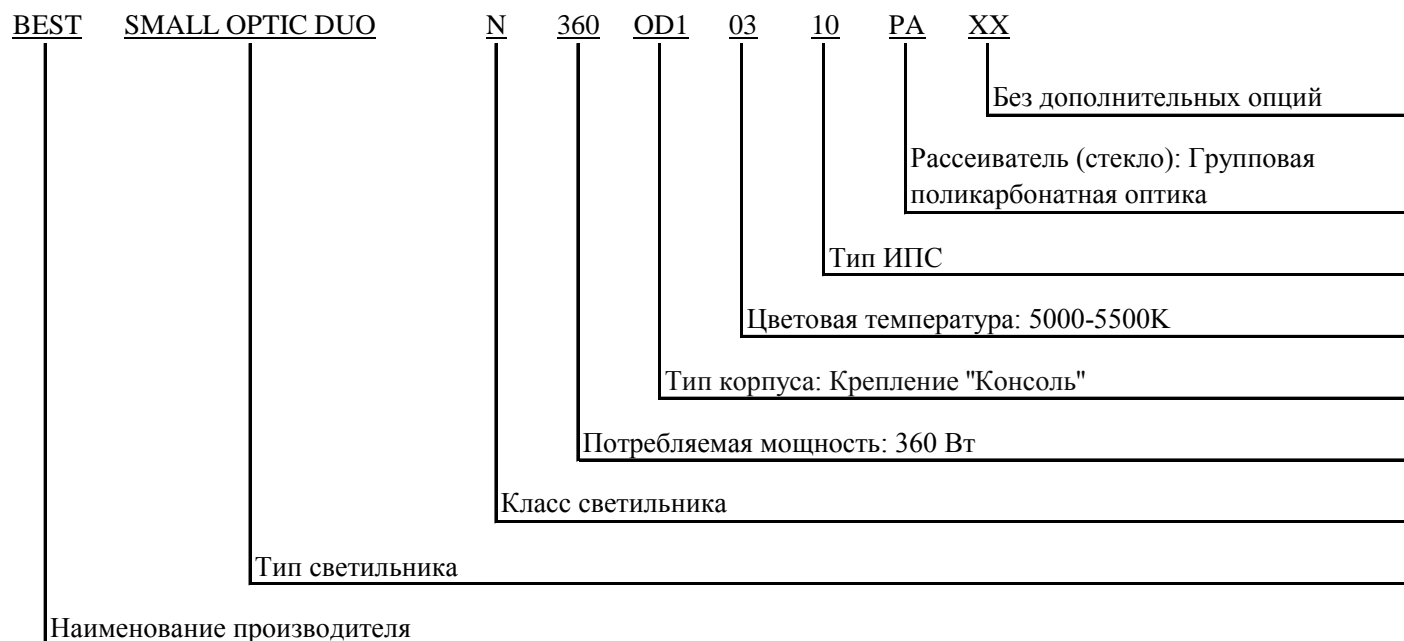 BEST SMALL OPTIC DUO N 360 OD1 03 10 PA XX
Без дополнительных опций
Рассеиватель (стекло): Групповая
поликарбонатная оптика
Тип ИПС
Цветовая температура: 5000-5500K
Тип корпуса: Крепление "Консоль"
Потребляемая мощность: 360 Вт
Класс светильника
Тип светильника
Наименование производителя